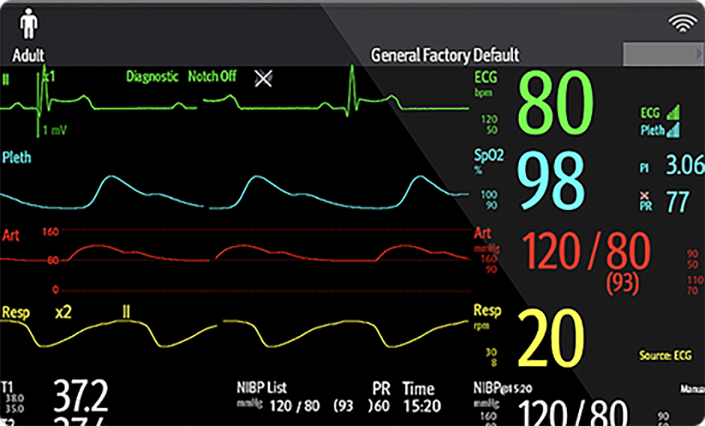 Adult
General Factory Default
II x1 Diagnostic Notch Off
1 mV
ECG
bpm
120
50
80
ECG
Pleth
Pleth
SpO2
%
100
90
98
PI 3.06
PR 77
Art
160
80
0
Art
mmHg
160
90
120 / 80
(93)
90
50
110
70
Resp x2 II
Resp
rpm
30
8
20
Source: ECG
T1
38.0
35.0
37.2
NIBP List PR Time
mmHg 120 / 80 (93 )60 15:20
NIBP@15:20
Manua
mmHg
160
90
120/80